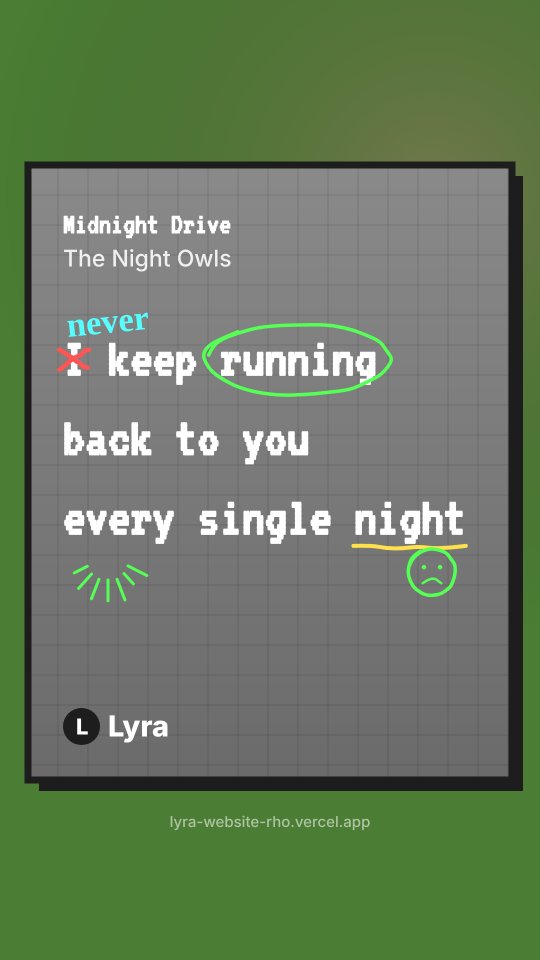 Midnight Drive
The Night Owls
never
I keep running
back to you
every single night
L Lyra
lyra-website-rho.vercel.app